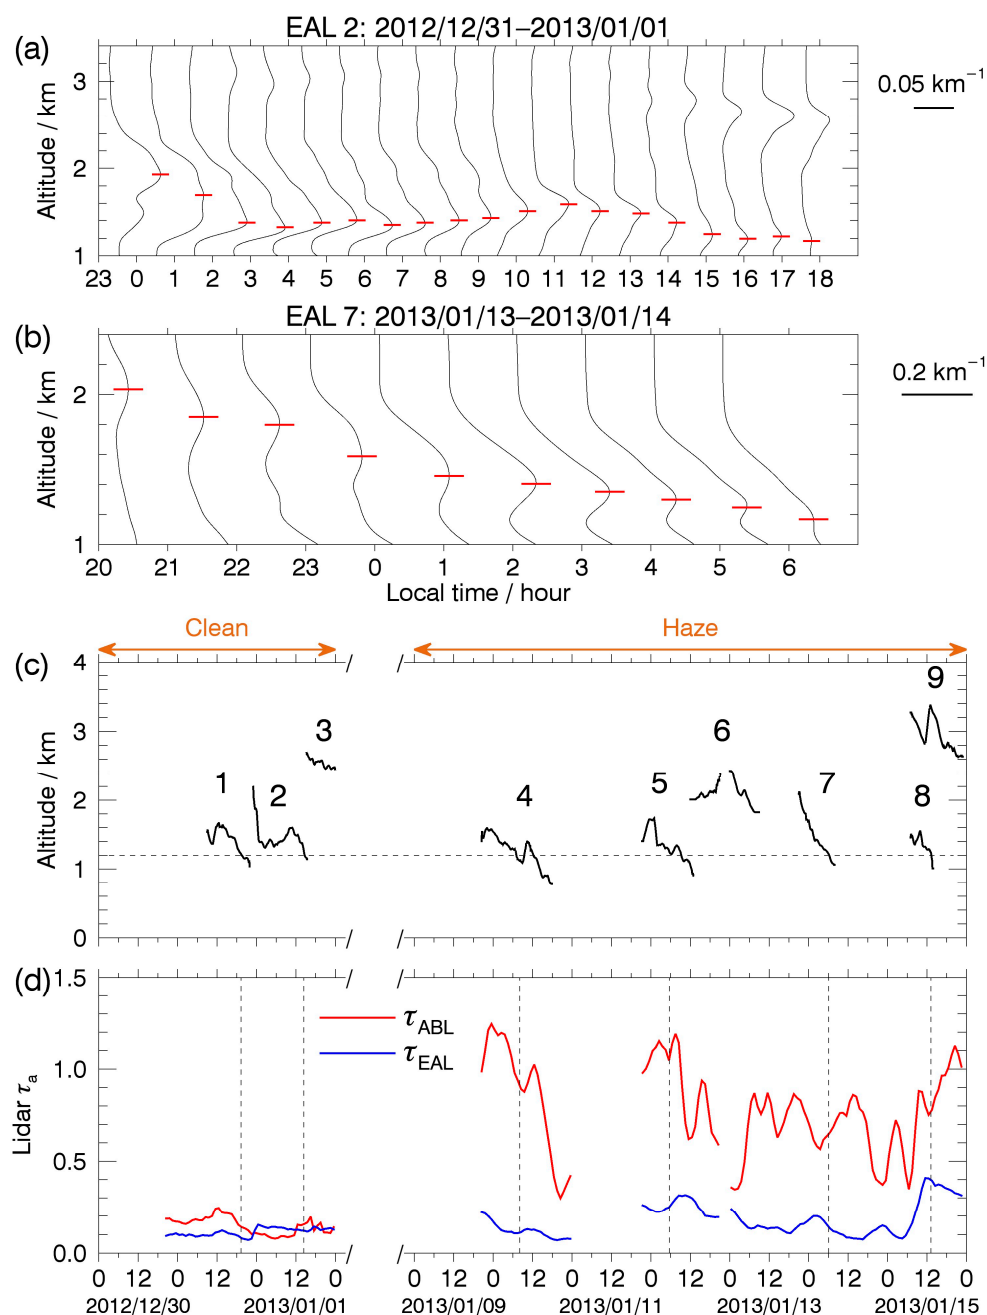 EAL 2: 2012/12/31–2013/01/01
(a)
0.05 km⁻¹
Altitude / km
3
2
1
23 0 1 2 3 4 5 6 7 8 9 10 11 12 13 14 15 16 17 18
EAL 7: 2013/01/13–2013/01/14
(b)
0.2 km⁻¹
Altitude / km
2
1
20 21 22 23 0 1 2 3 4 5 6
Local time / hour
Clean Haze
(c)
Altitude / km
4
3
2
1
0
1 2 3 4 5 6 7 8 9
(d)
Lidar τa
1.5
1.0
0.5
0.0
τABL
τEAL
0 12 0 12 0 12 0 0 12 0 12 0 12 0 12 0 12 0 12 0 12 0
2012/12/30 2013/01/01 2013/01/09 2013/01/11 2013/01/13 2013/01/15